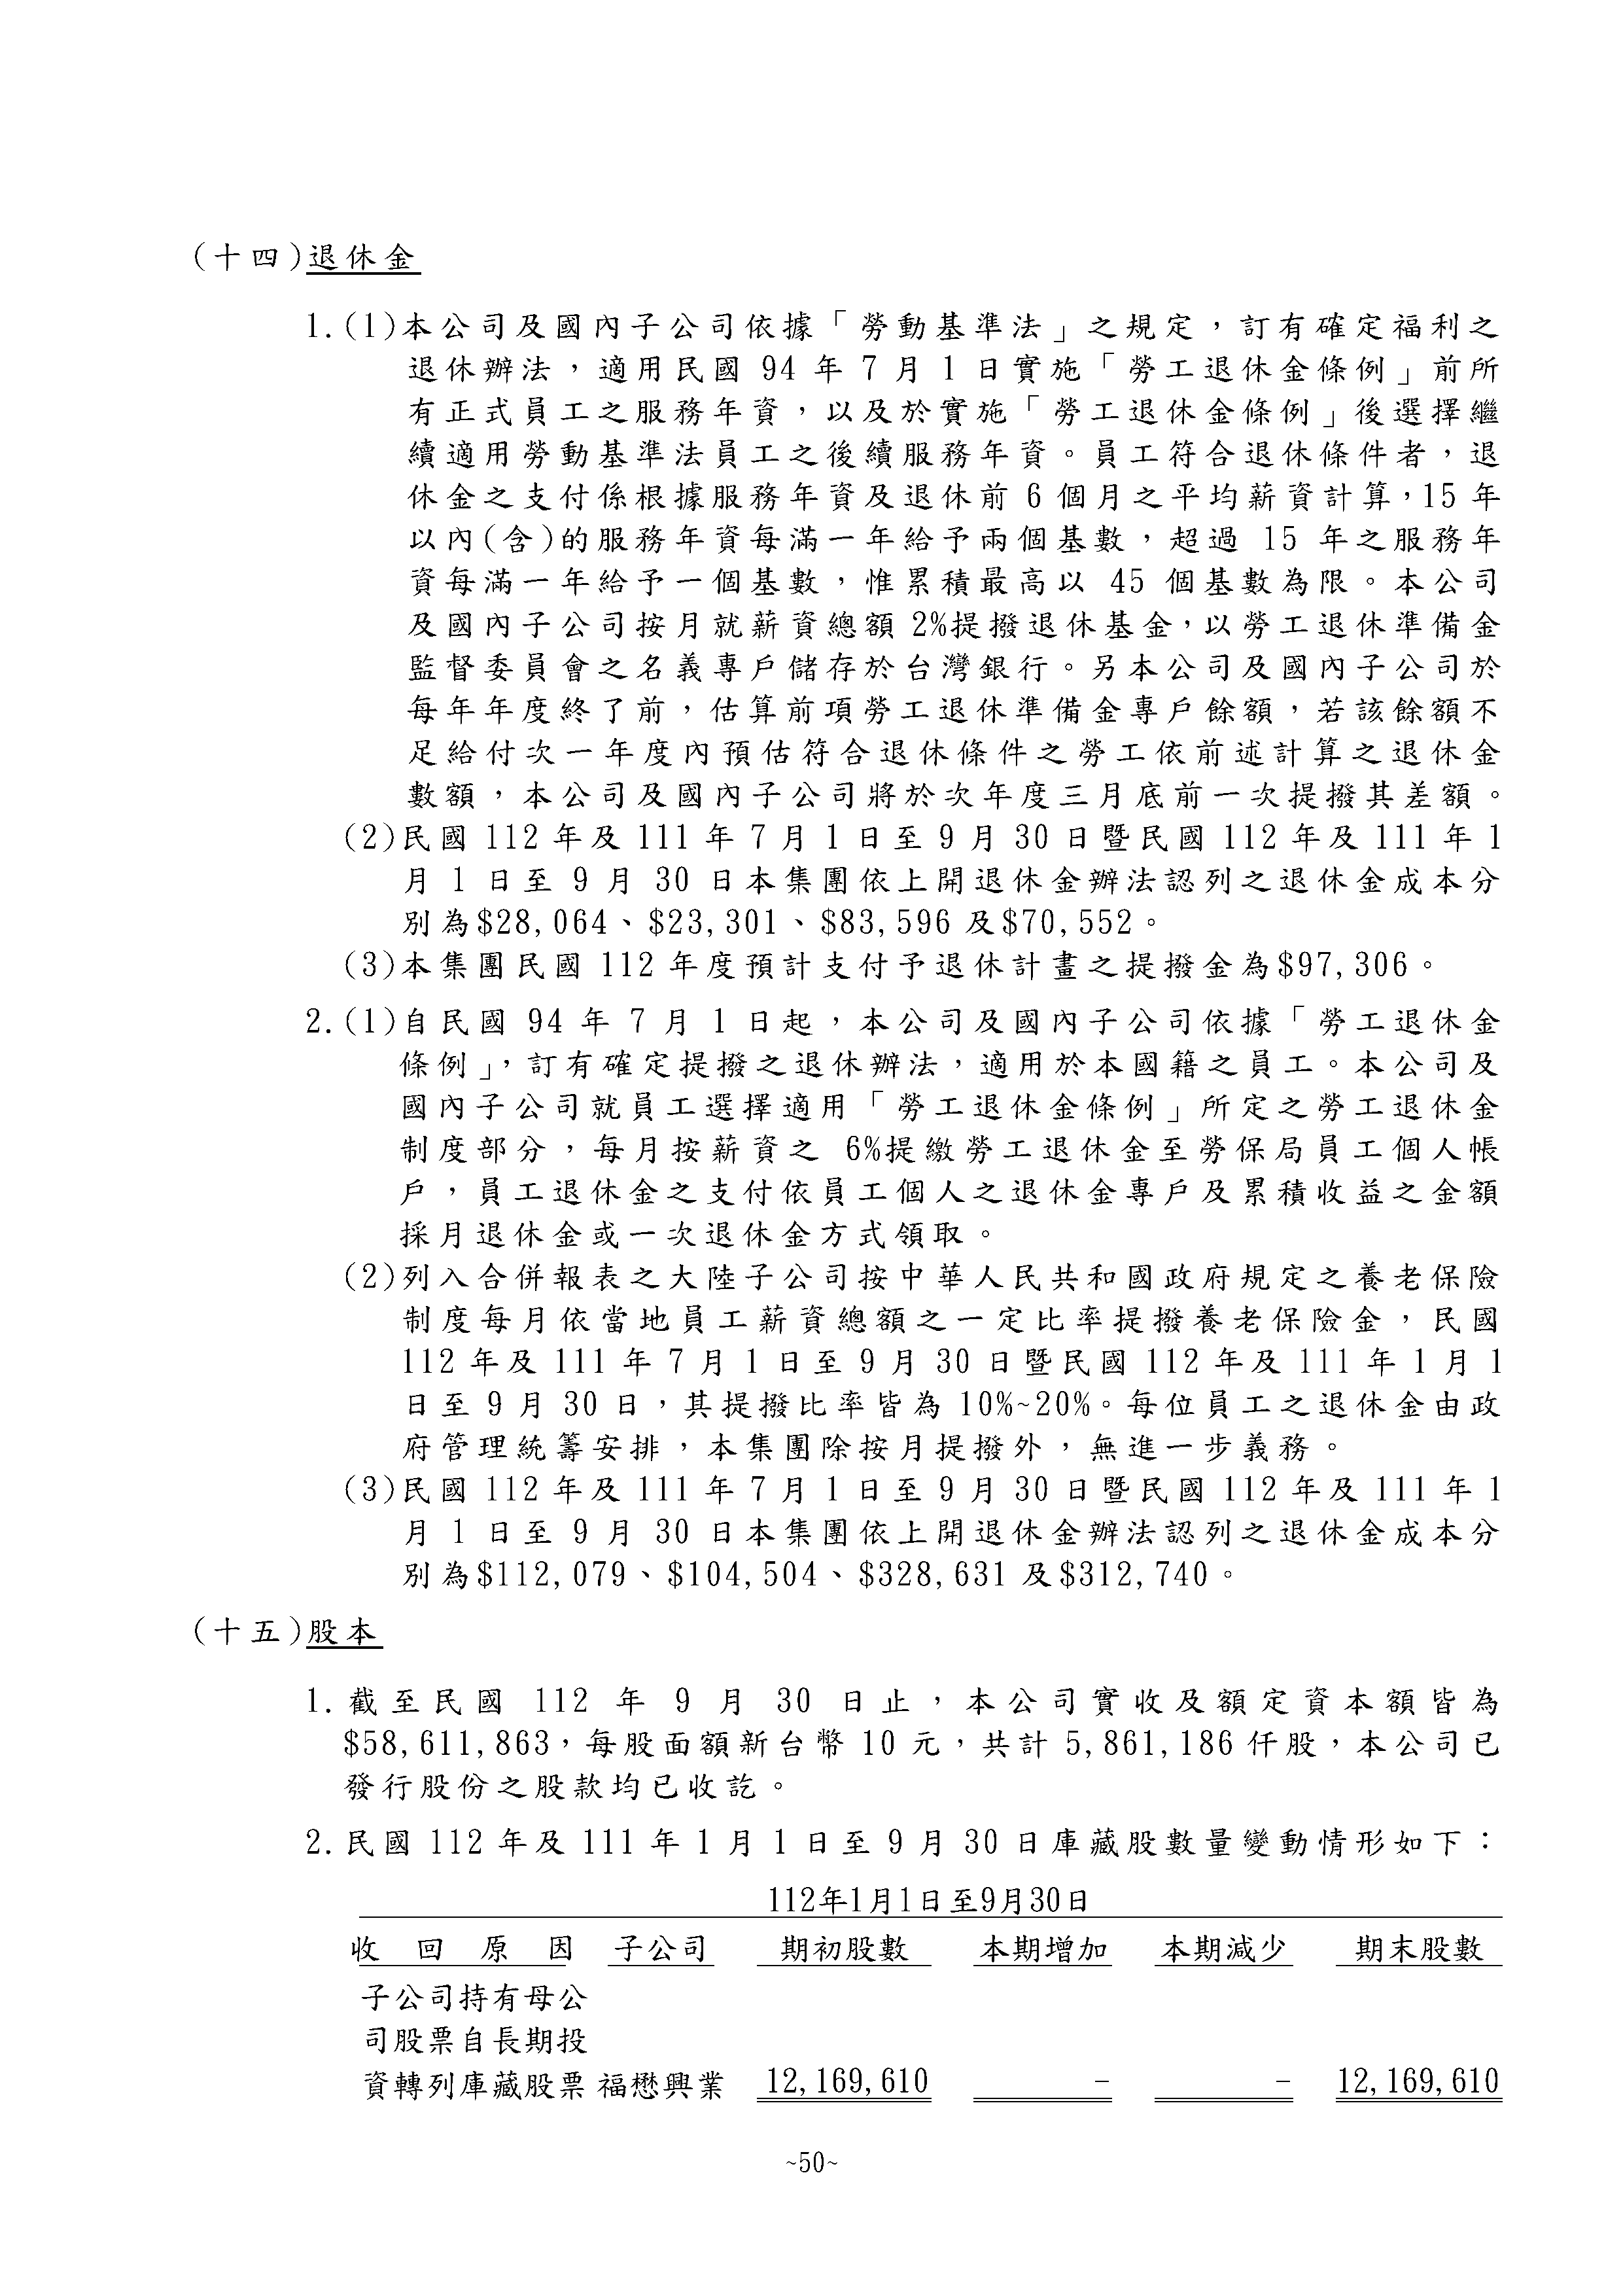 (十四)退休金
1.(1)本公司及國內子公司依據「勞動基準法」之規定，訂有確定福利之
退休辦法，適用民國 94 年 7 月 1 日實施「勞工退休金條例」前所
有正式員工之服務年資，以及於實施「勞工退休金條例」後選擇繼
續適用勞動基準法員工之後續服務年資。員工符合退休條件者，退
休金之支付係根據服務年資及退休前 6 個月之平均薪資計算，15 年
以內(含)的服務年資每滿一年給予兩個基數，超過 15 年之服務年
資每滿一年給予一個基數，惟累積最高以 45 個基數為限。本公司
及國內子公司按月就薪資總額 2%提撥退休基金，以勞工退休準備金
監督委員會之名義專戶儲存於台灣銀行。另本公司及國內子公司於
每年年度終了前，估算前項勞工退休準備金專戶餘額，若該餘額不
足給付次一年度內預估符合退休條件之勞工依前述計算之退休金
數額，本公司及國內子公司將於次年度三月底前一次提撥其差額。
(2)民國 112 年及 111 年 7 月 1 日至 9 月 30 日暨民國 112 年及 111 年 1
月 1 日至 9 月 30 日本集團依上開退休金辦法認列之退休金成本分
別為$28,064、$23,301、$83,596 及$70,552。
(3)本集團民國 112 年度預計支付予退休計畫之提撥金為$97,306。
2.(1)自民國 94 年 7 月 1 日起，本公司及國內子公司依據「勞工退休金
條例」，訂有確定提撥之退休辦法，適用於本國籍之員工。本公司及
國內子公司就員工選擇適用「勞工退休金條例」所定之勞工退休金
制度部分，每月按薪資之 6%提繳勞工退休金至勞保局員工個人帳
戶，員工退休金之支付依員工個人之退休金專戶及累積收益之金額
採月退休金或一次退休金方式領取。
(2)列入合併報表之大陸子公司按中華人民共和國政府規定之養老保險
制度每月依當地員工薪資總額之一定比率提撥養老保險金，民國
112 年及 111 年 7 月 1 日至 9 月 30 日暨民國 112 年及 111 年 1 月 1
日至 9 月 30 日，其提撥比率皆為 10%~20%。每位員工之退休金由政
府管理統籌安排，本集團除按月提撥外，無進一步義務。
(3)民國 112 年及 111 年 7 月 1 日至 9 月 30 日暨民國 112 年及 111 年 1
月 1 日至 9 月 30 日本集團依上開退休金辦法認列之退休金成本分
別為$112,079、$104,504、$328,631 及$312,740。
(十五)股本
1. 截至民國 112 年 9 月 30 日止，本公司實收及額定資本額皆為
$58,611,863，每股面額新台幣 10 元，共計 5,861,186 仟股，本公司已
發行股份之股款均已收訖。
2. 民國 112 年及 111 年 1 月 1 日至 9 月 30 日庫藏股數量變動情形如下：
112年1月1日至9月30日
收 回 原 因 子公司 期初股數 本期增加 本期減少 期末股數
子公司持有母公
司股票自長期投
資轉列庫藏股票 福懋興業 12,169,610 - - 12,169,610
~50~